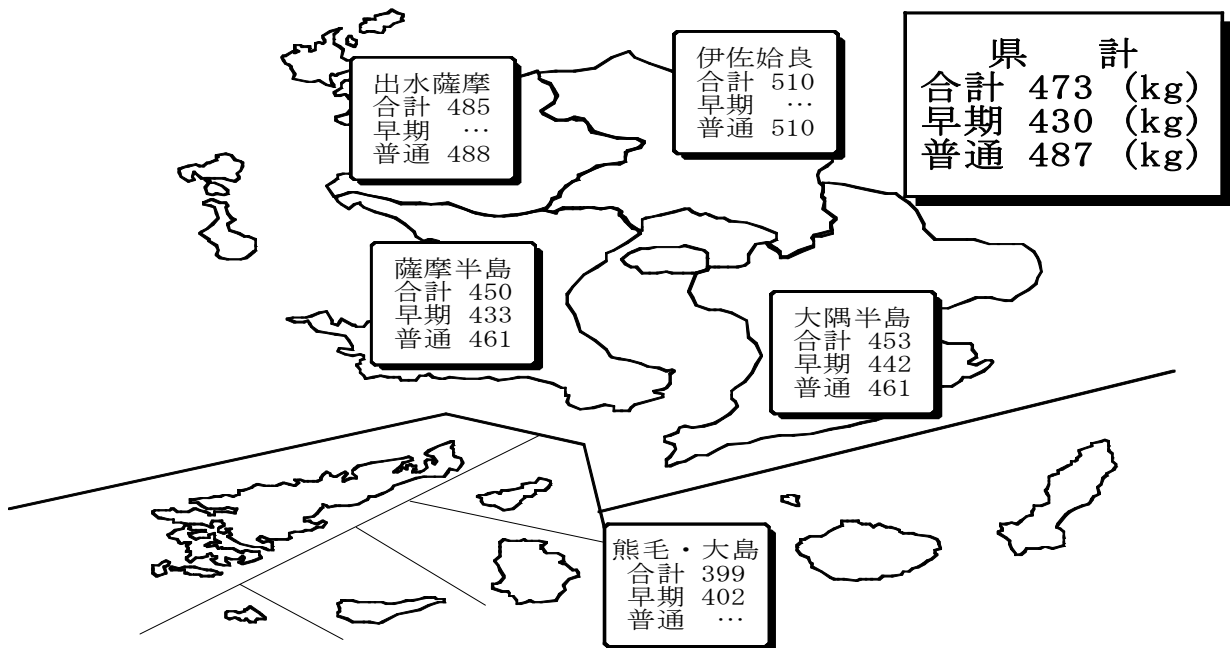 出水薩摩
合計 485
早期 …
普通 488
伊佐姶良
合計 510
早期 …
普通 510
県 計
合計 473 (kg)
早期 430 (kg)
普通 487 (kg)
薩摩半島
合計 450
早期 433
普通 461
大隅半島
合計 453
早期 442
普通 461
熊毛・大島
合計 399
早期 402
普通 …